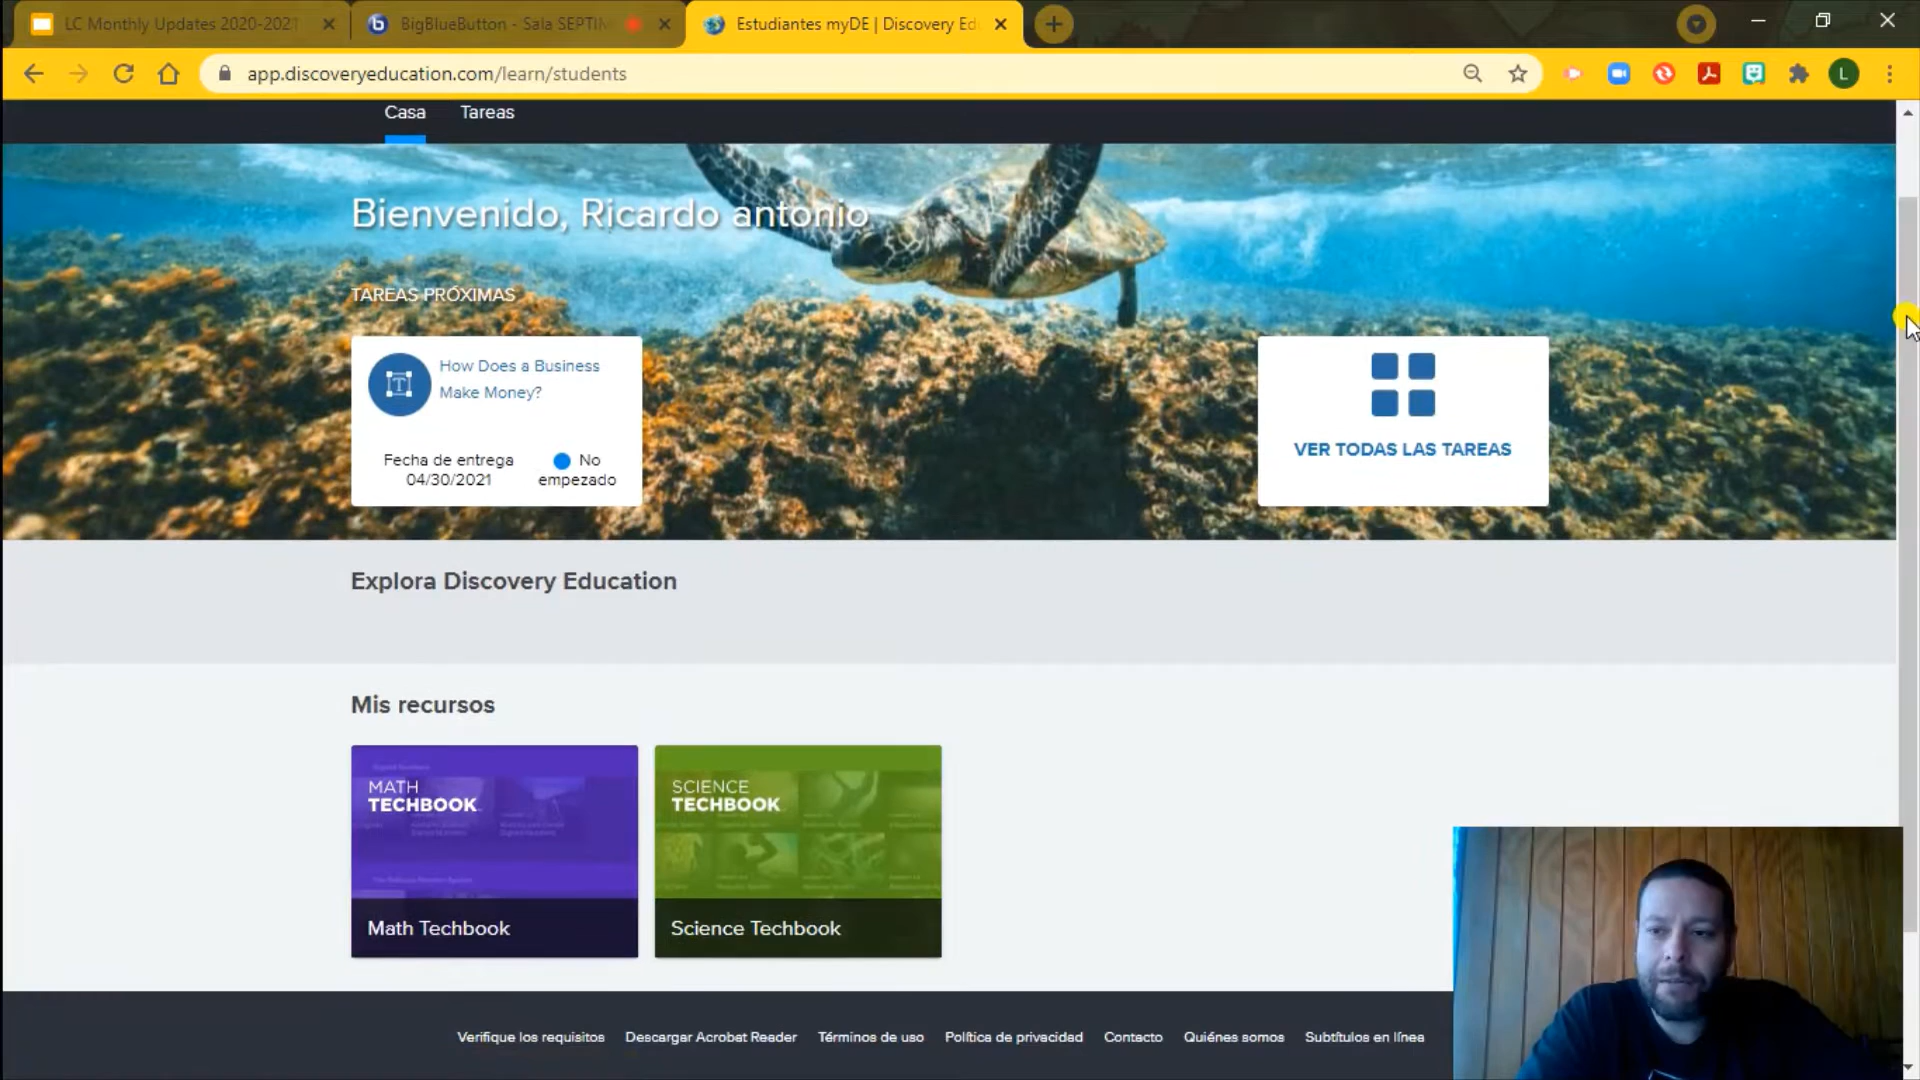 LC Monthly Updates 2020-2021
BigBlueButton - Sala SEPTIM
Estudiantes myDE | Discovery Ed
app.discoveryeducation.com/learn/students
L
Casa
Tareas
Bienvenido, Ricardo antonio
TAREAS PRÓXIMAS
How Does a Business
Make Money?
Fecha de entrega
04/30/2021
No
empezado
VER TODAS LAS TAREAS
Explora Discovery Education
Mis recursos
MATH
TECHBOOK
Math Techbook
SCIENCE
TECHBOOK
Science Techbook
Verifique los requisitos
Descargar Acrobat Reader
Términos de uso
Política de privacidad
Contacto
Quiénes somos
Subtítulos en línea